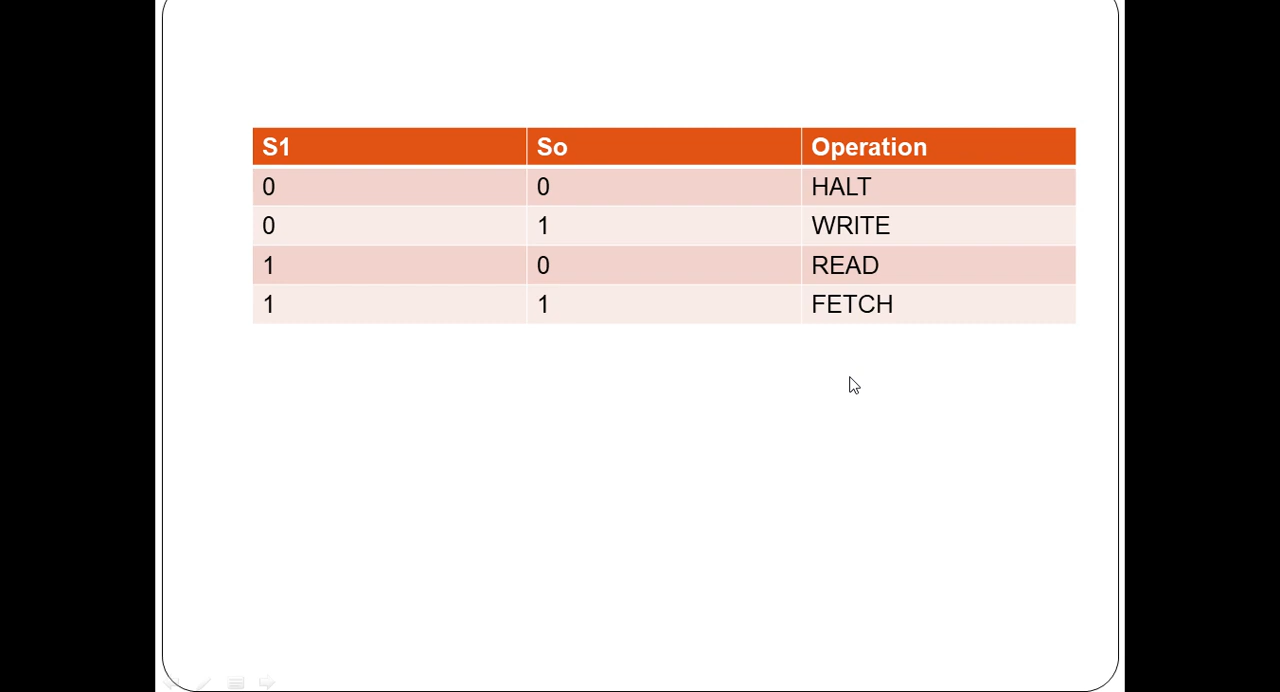 S1 So Operation
0 0 HALT
0 1 WRITE
1 0 READ
1 1 FETCH